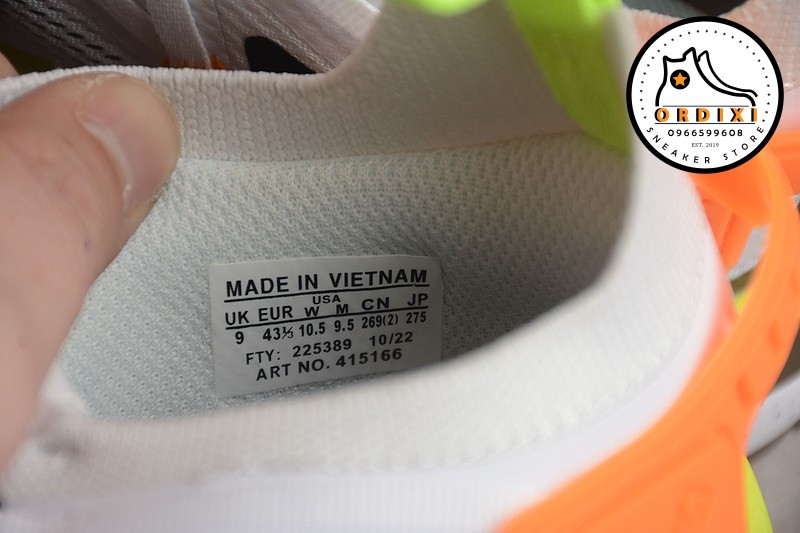 ORDIXI
0966599608
EST. 2019
SNEAKER STORE
MADE IN VIETNAM
USA
UK EUR W M CN JP
9 43⅓ 10.5 9.5 269(2) 275
FTY: 225389 10/22
ART NO. 415166